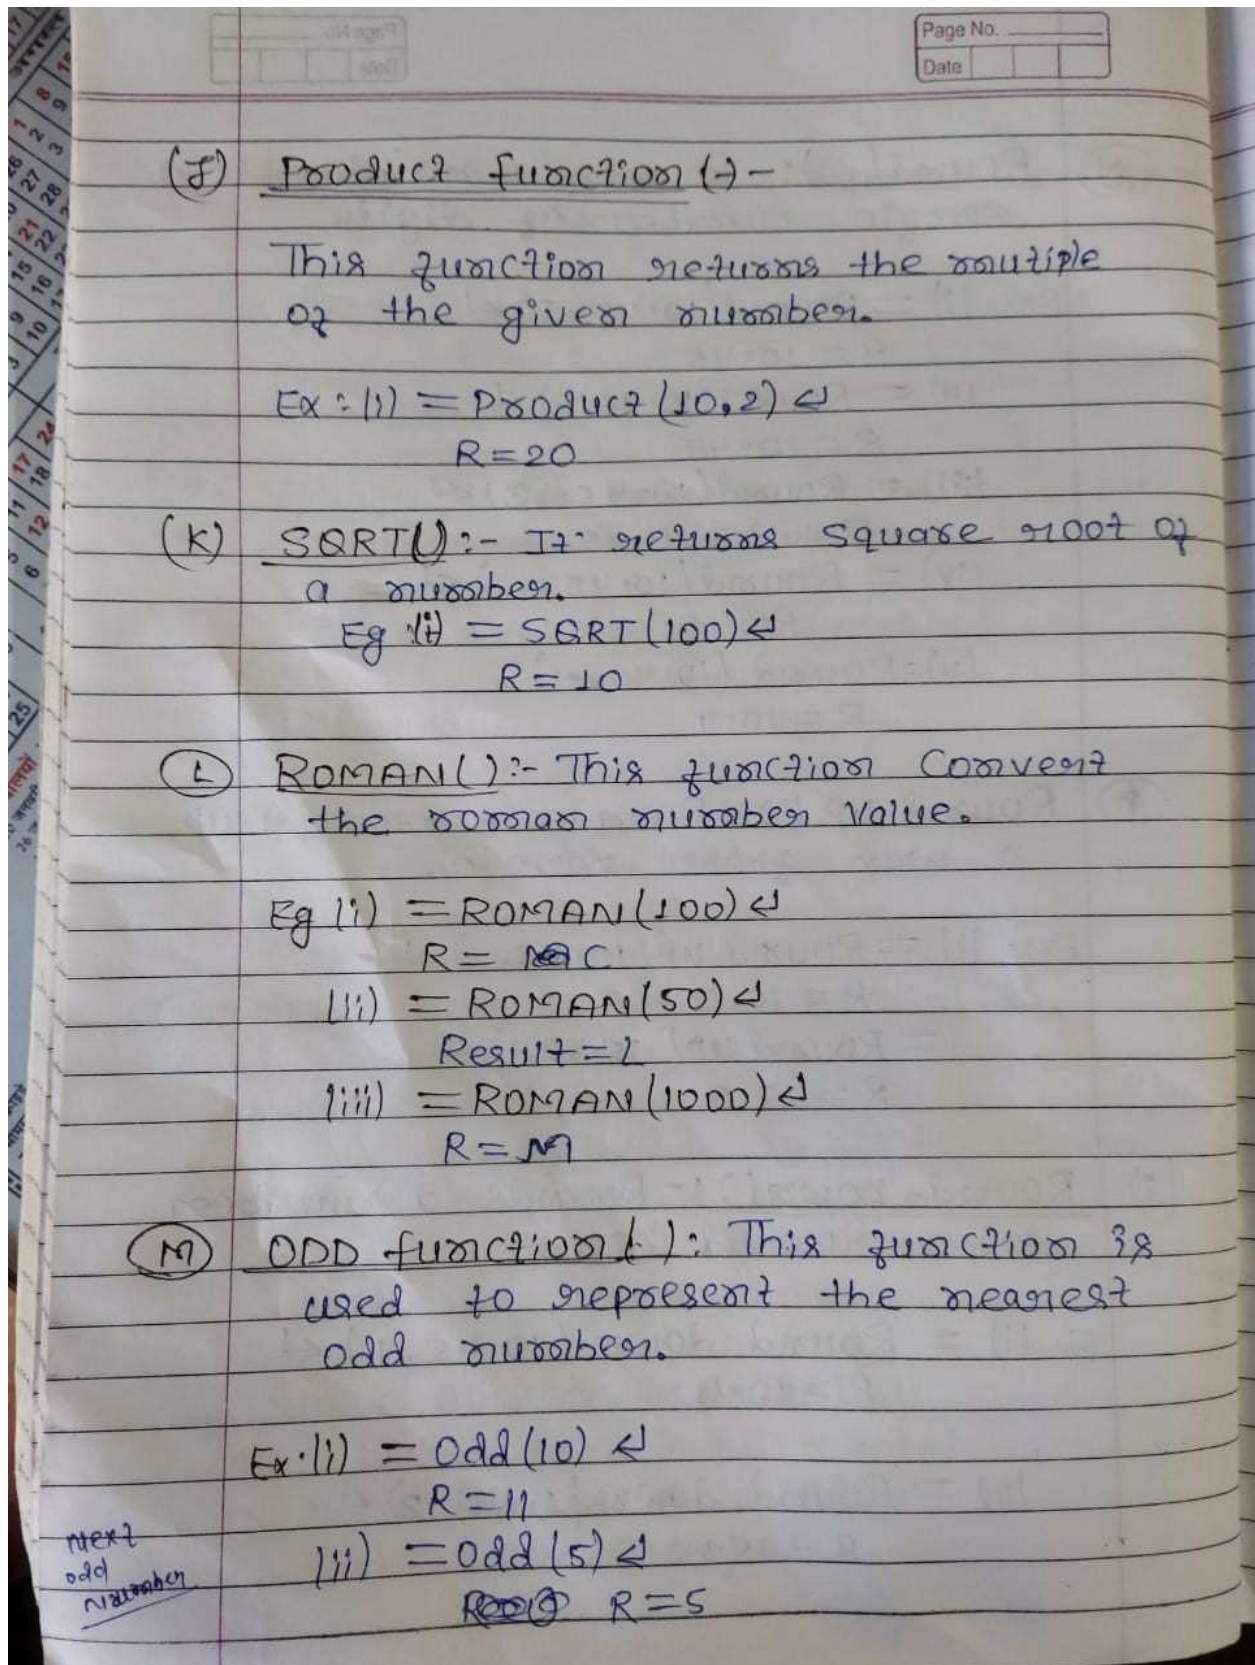 Page No.
Date
(J) Product function (-) -
This function returns the mutiple
of the given number.
Ex :- (i) = Product (10,2) ↵
R = 20
(K) SQRT() :- It returns square root of
a number.
Eg :(i) = SQRT (100) ↵
R = 10
(L) ROMAN() :- This function Convert
the roman number Value.
Eg (i) = ROMAN (100) ↵
R = C
(ii) = ROMAN (50) ↵
Result = L
(iii) = ROMAN (1000) ↵
R = M
(M) ODD function (-) : This function is
used to represent the nearest
odd number.
Ex. (i) = Odd (10) ↵
R = 11
Next
odd
Number
(ii) = Odd (5) ↵
R = 5